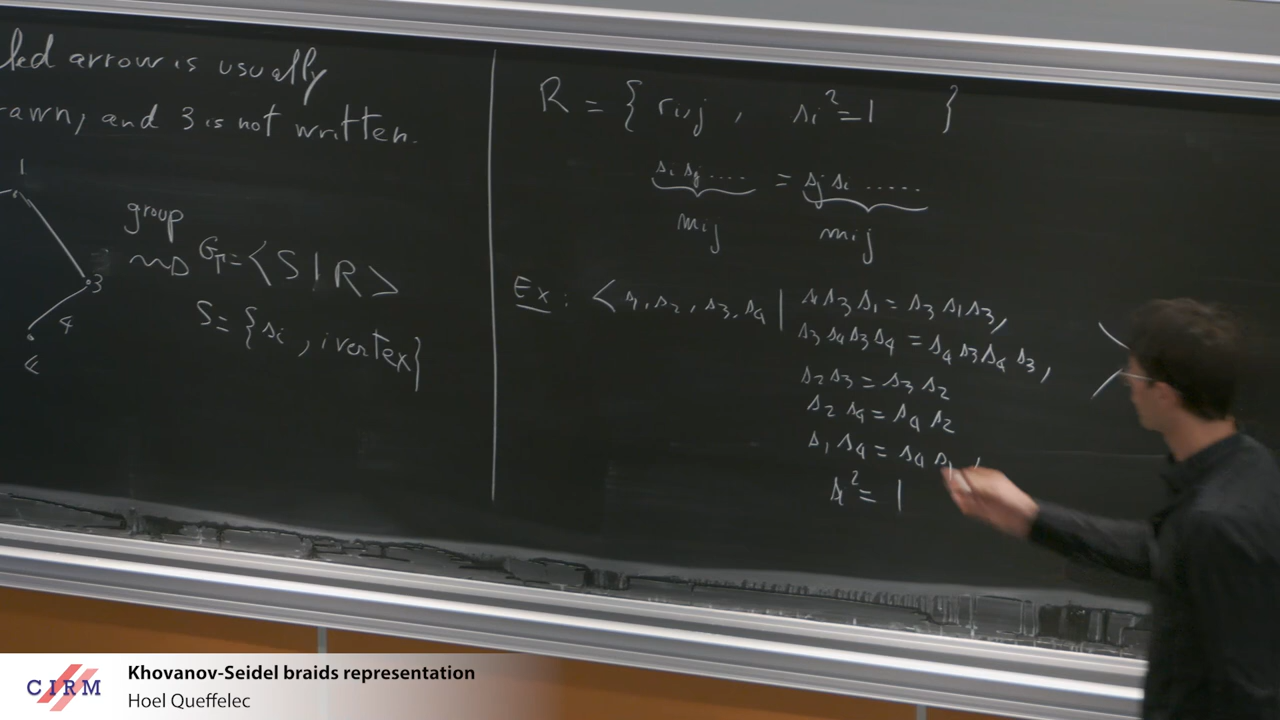 led arrow is usually
rawn, and 3 is not written.
1
3
4
4
group
G_Γ = < S | R >
S = { s_i , i vertex }
R = { r_ij , s_i^2 = 1 }
s_i s_j .... = s_j s_i .....
m_ij m_ij
Ex : < s_1, s_2, s_3, s_4 | s_1 s_3 s_1 = s_3 s_1 s_3,
s_3 s_4 s_3 s_4 = s_4 s_3 s_4 s_3,
s_2 s_3 = s_3 s_2
s_2 s_4 = s_4 s_2
s_1 s_4 = s_4 s_1,
s_i^2 = 1
CIRM
Khovanov-Seidel braids representation
Hoel Queffelec